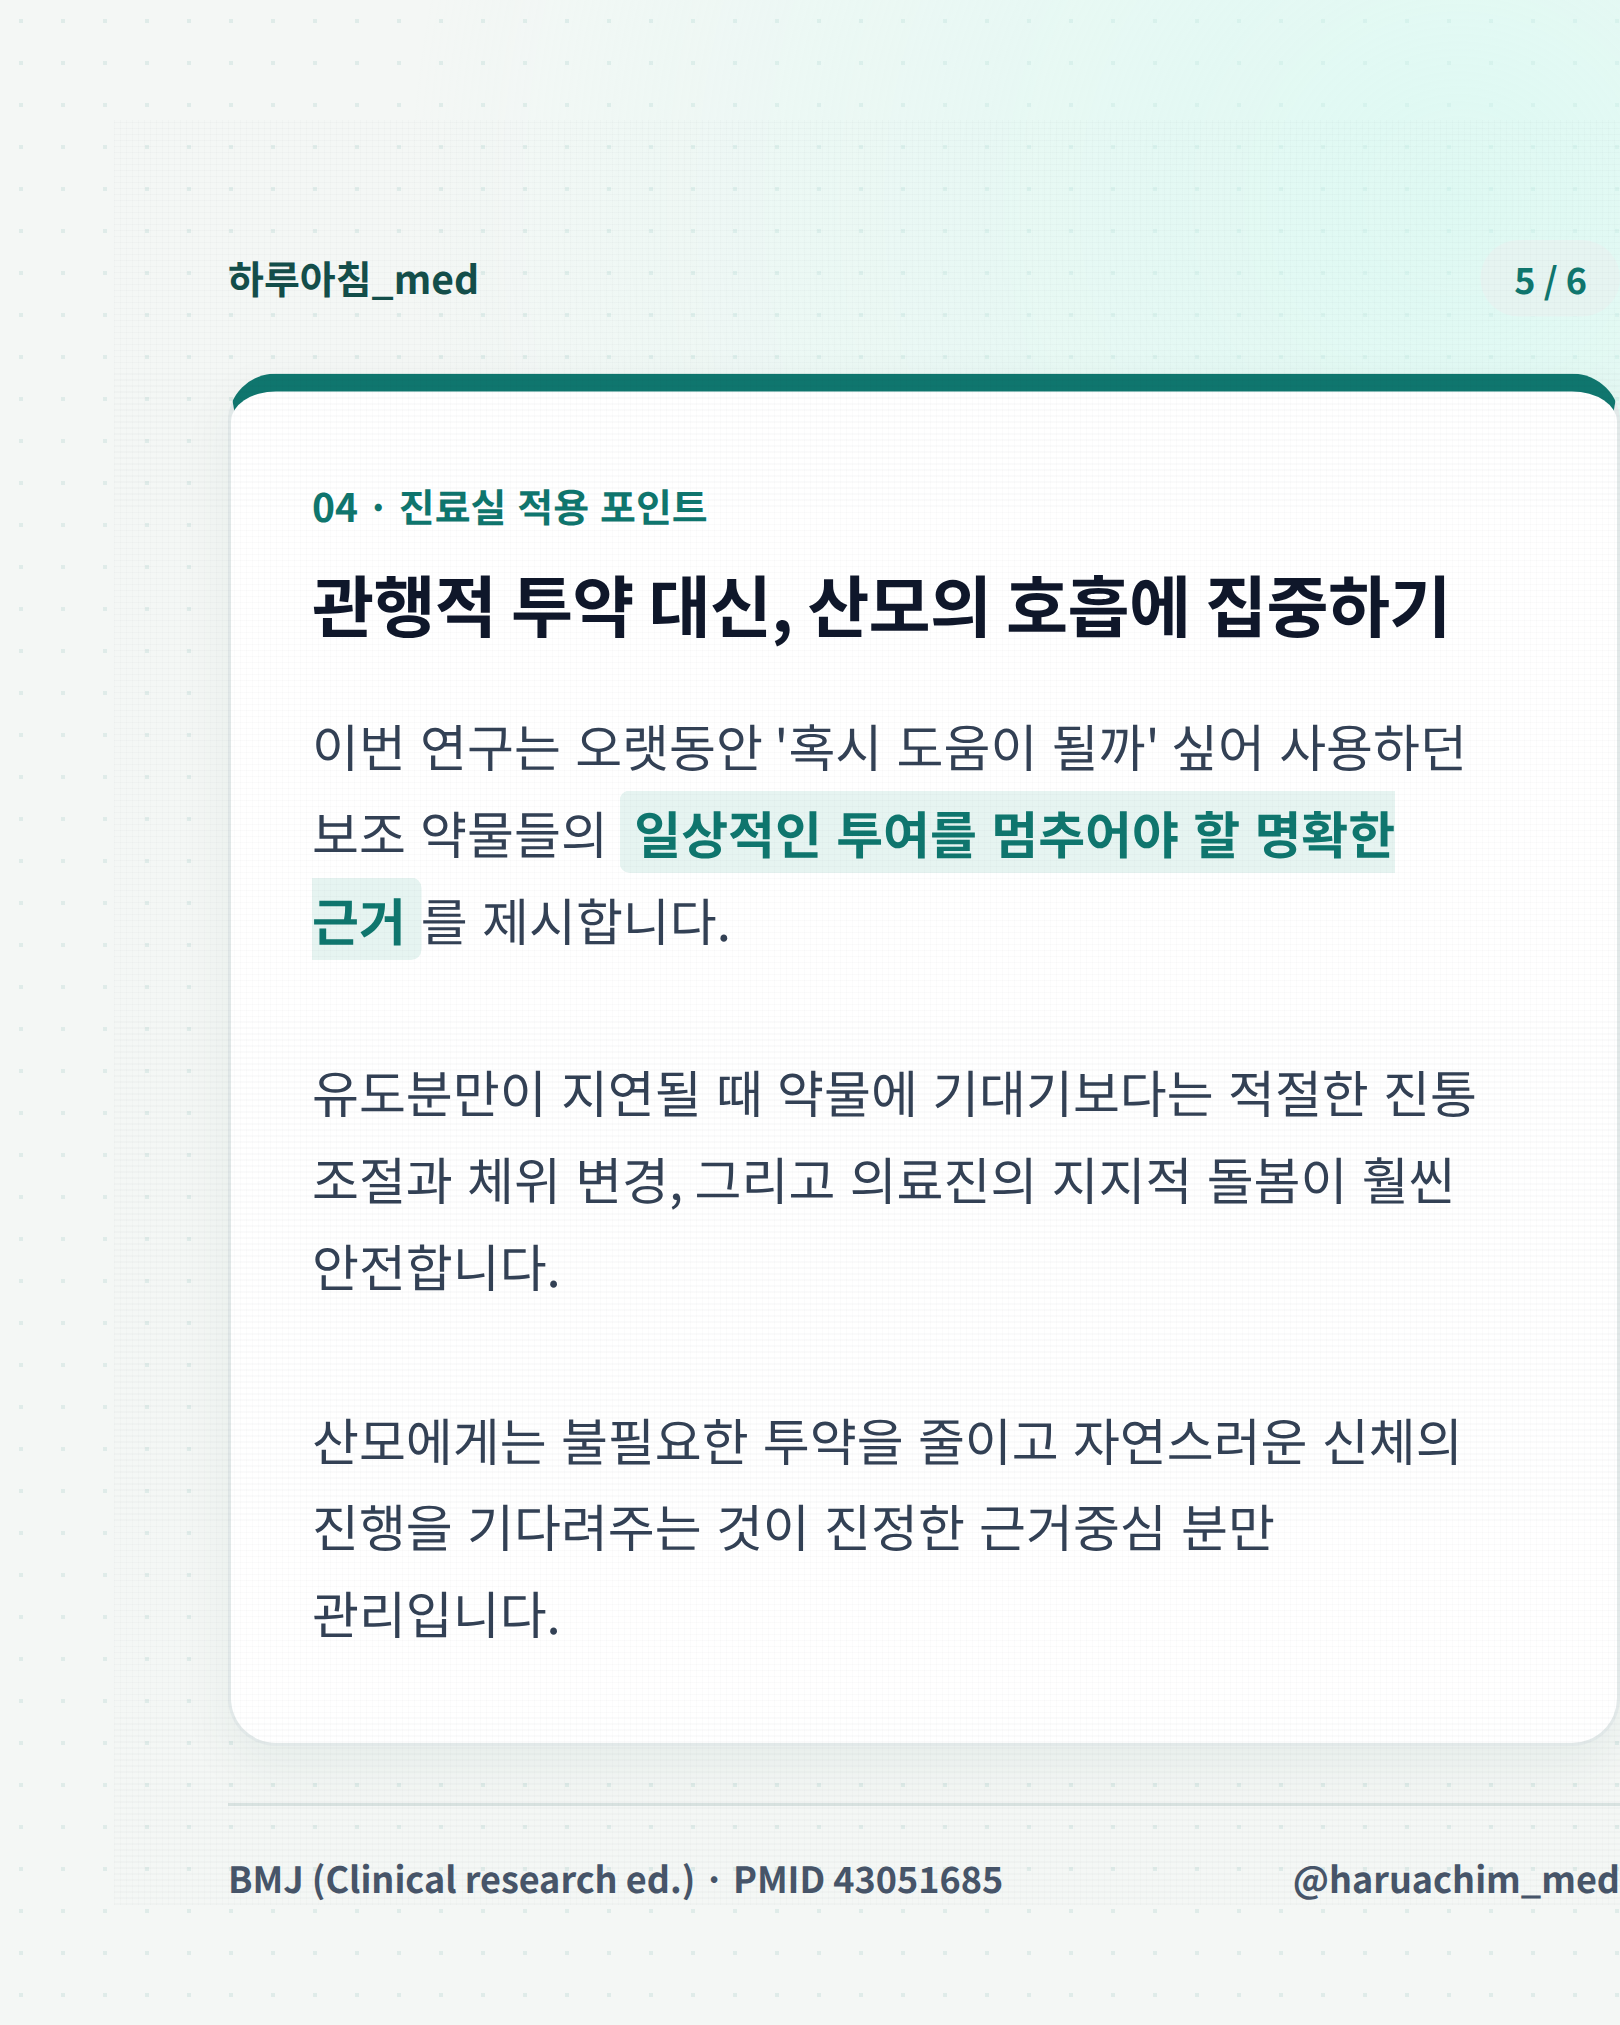 하루아침_med
5 / 6
04 · 진료실 적용 포인트
관행적 투약 대신, 산모의 호흡에 집중하기
이번 연구는 오랫동안 '혹시 도움이 될까' 싶어 사용하던
보조 약물들의 일상적인 투여를 멈추어야 할 명확한
근거를 제시합니다.
유도분만이 지연될 때 약물에 기대기보다는 적절한 진통
조절과 체위 변경, 그리고 의료진의 지지적 돌봄이 훨씬
안전합니다.
산모에게는 불필요한 투약을 줄이고 자연스러운 신체의
진행을 기다려주는 것이 진정한 근거중심 분만
관리입니다.
BMJ (Clinical research ed.) · PMID 43051685
@haruachim_med